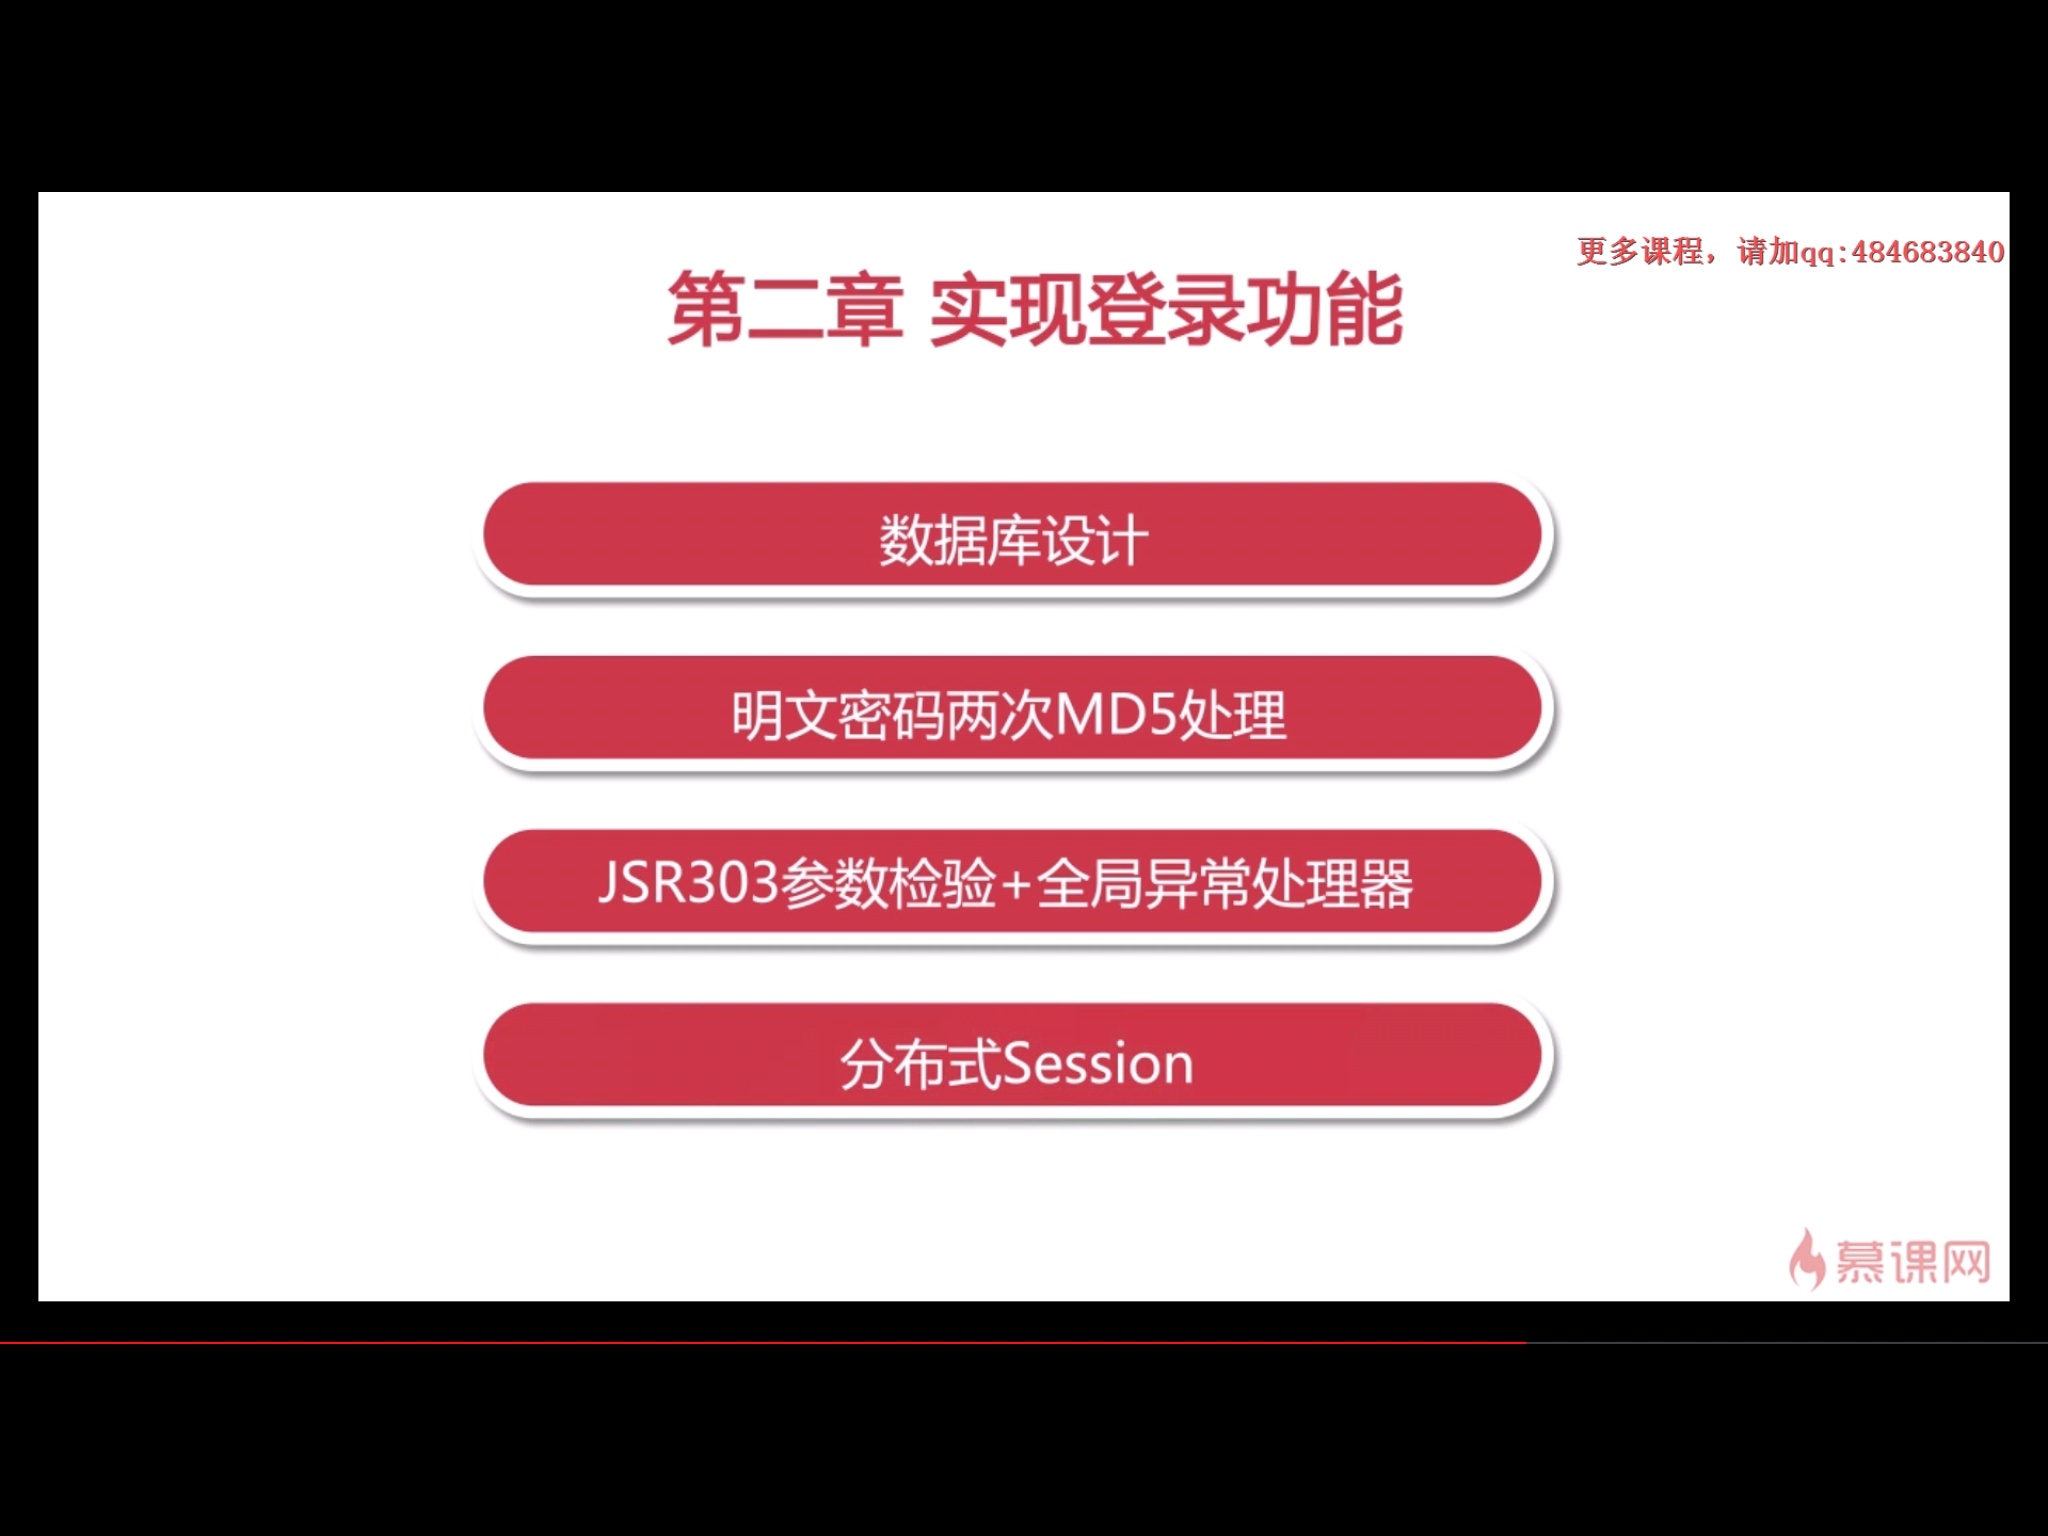 更多课程，请加qq:484683840
第二章 实现登录功能
数据库设计
明文密码两次MD5处理
JSR303参数检验+全局异常处理器
分布式Session
慕课网